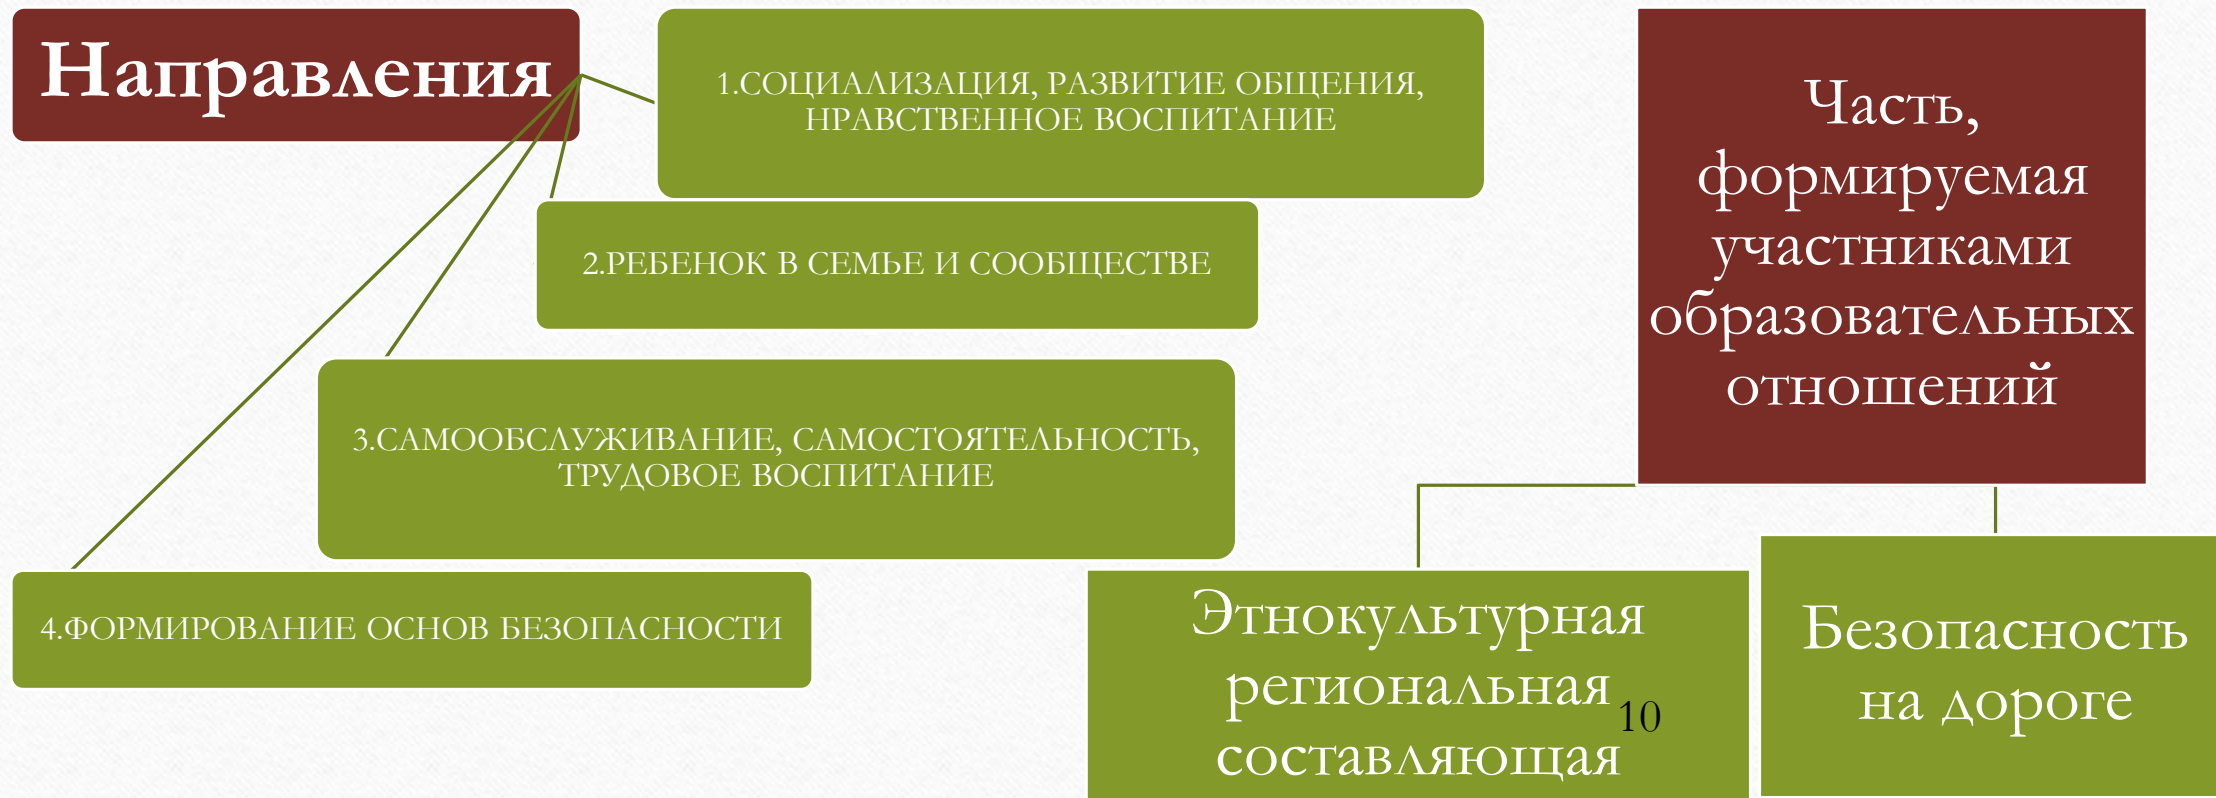 Направления
1.СОЦИАЛИЗАЦИЯ, РАЗВИТИЕ ОБЩЕНИЯ,
НРАВСТВЕННОЕ ВОСПИТАНИЕ
2.РЕБЕНОК В СЕМЬЕ И СООБЩЕСТВЕ
3.САМООБСЛУЖИВАНИЕ, САМОСТОЯТЕЛЬНОСТЬ,
ТРУДОВОЕ ВОСПИТАНИЕ
4.ФОРМИРОВАНИЕ ОСНОВ БЕЗОПАСНОСТИ
Часть,
формируемая
участниками
образовательных
отношений
Этнокультурная
региональная
составляющая
10
Безопасность
на дороге